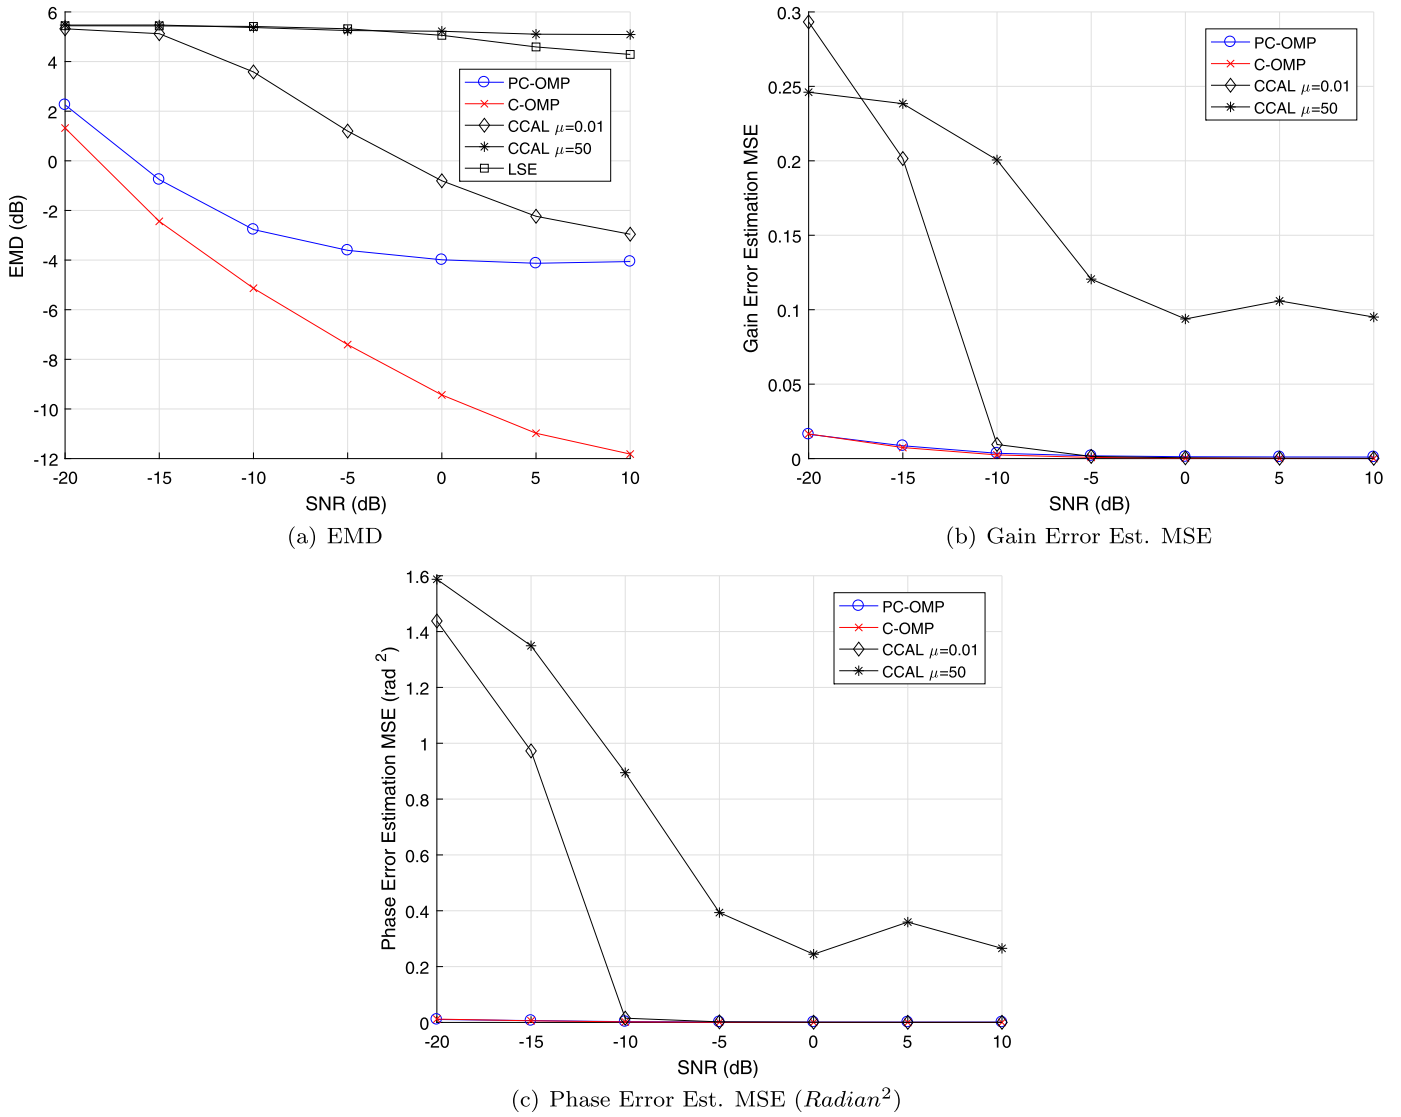 6
4
2
0
-2
-4
-6
-8
-10
-12
EMD (dB)
-20 -15 -10 -5 0 5 10
SNR (dB)
PC-OMP
C-OMP
CCAL μ=0.01
CCAL μ=50
LSE
(a) EMD
0.3
0.25
0.2
0.15
0.1
0.05
0
Gain Error Estimation MSE
-20 -15 -10 -5 0 5 10
SNR (dB)
PC-OMP
C-OMP
CCAL μ=0.01
CCAL μ=50
(b) Gain Error Est. MSE
1.6
1.4
1.2
1
0.8
0.6
0.4
0.2
0
Phase Error Estimation MSE (rad ²)
-20 -15 -10 -5 0 5 10
SNR (dB)
PC-OMP
C-OMP
CCAL μ=0.01
CCAL μ=50
(c) Phase Error Est. MSE (Radian²)